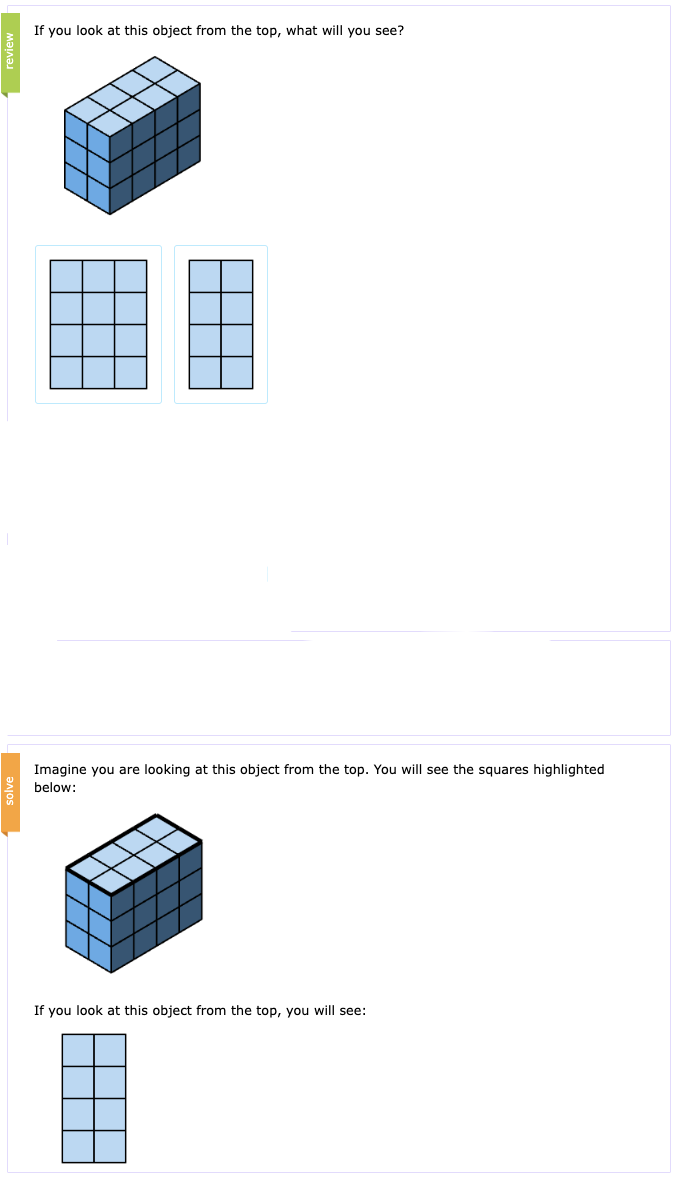 review
If you look at this object from the top, what will you see?
solve
Imagine you are looking at this object from the top. You will see the squares highlighted
below:
If you look at this object from the top, you will see: